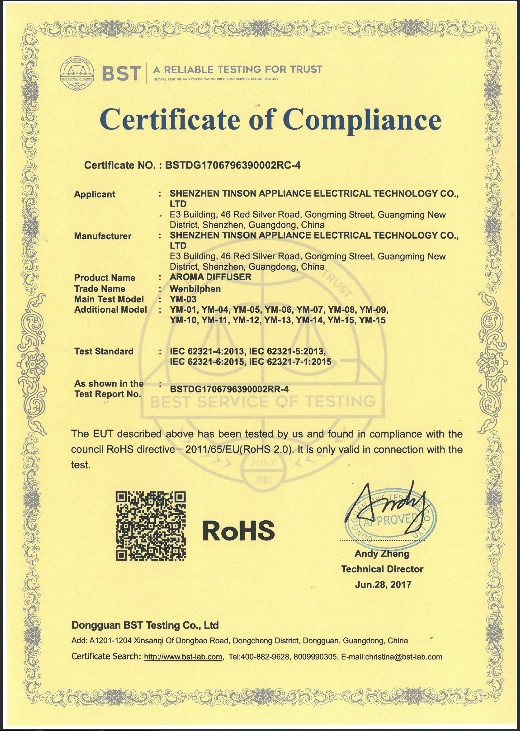 BST A RELIABLE TESTING FOR TRUST
Certificate of Compliance
Certificate NO. : BSTDG1706796390002RC-4
Applicant : SHENZHEN TINSON APPLIANCE ELECTRICAL TECHNOLOGY CO.,
LTD
E3 Building, 46 Red Silver Road, Gongming Street, Guangming New
District, Shenzhen, Guangdong, China
Manufacturer : SHENZHEN TINSON APPLIANCE ELECTRICAL TECHNOLOGY CO.,
LTD
E3 Building, 46 Red Silver Road, Gongming Street, Guangming New
District, Shenzhen, Guangdong, China
Product Name : AROMA DIFFUSER
Trade Name : Wenbilphen
Main Test Model : YM-03
Additional Model : YM-01, YM-04, YM-05, YM-06, YM-07, YM-08, YM-09,
YM-10, YM-11, YM-12, YM-13, YM-14, YM-15, YM-15
Test Standard : IEC 62321-4:2013, IEC 62321-5:2013,
IEC 62321-6:2015, IEC 62321-7-1:2015
As shown in the
Test Report No. : BSTDG1706796390002RR-4
BEST SERVICE OF TESTING
TRUST
2003
The EUT described above has been tested by us and found in compliance with the
council RoHS directive - 2011/65/EU(RoHS 2.0). It is only valid in connection with the
test.
RoHS
Andy
APPROVED
Andy Zheng
Technical Director
Jun.28, 2017
Dongguan BST Testing Co., Ltd
Add: A1201-1204 Xinsanqi Of Dongbao Road, Dongcheng District, Dongguan, Guangdong, China
Certificate Search: http://www.bst-lab.com, Tel:400-882-9628, 8009990305, E-mail:christina@bst-lab.com